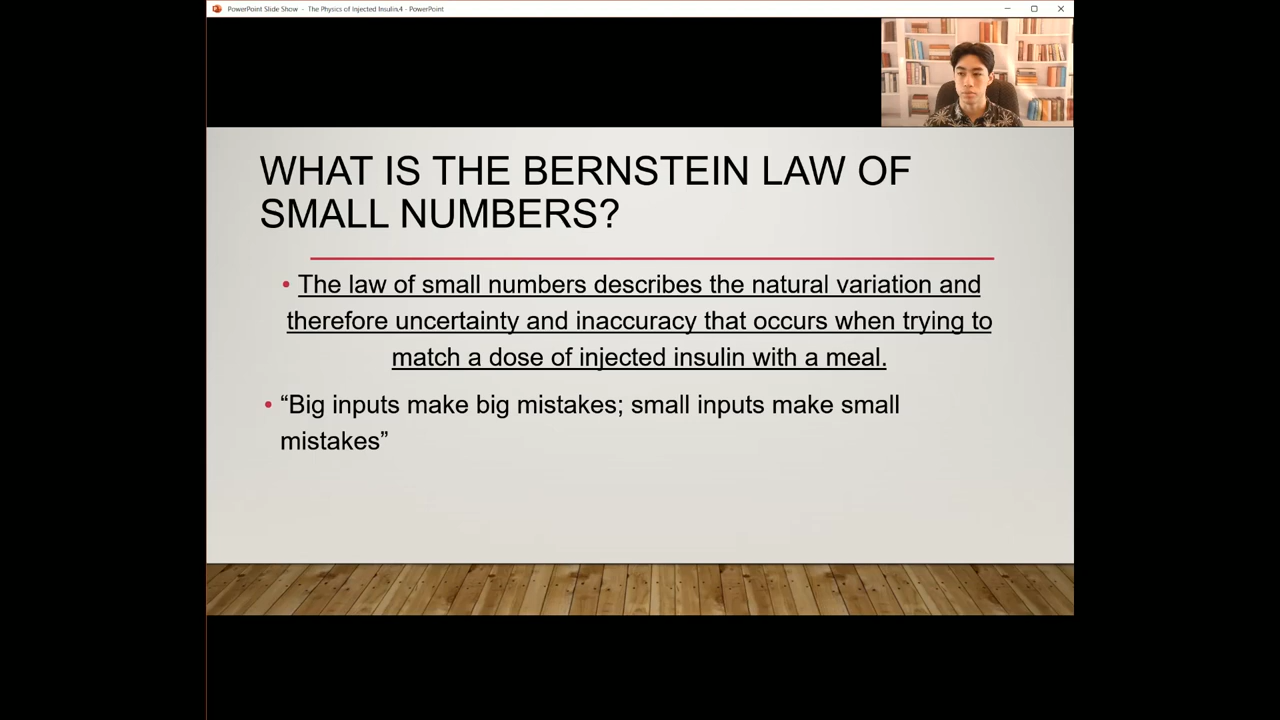 PowerPoint Slide Show - The Physics of Injected Insulin,4 - PowerPoint
WHAT IS THE BERNSTEIN LAW OF
SMALL NUMBERS?
• The law of small numbers describes the natural variation and
therefore uncertainty and inaccuracy that occurs when trying to
match a dose of injected insulin with a meal.
• “Big inputs make big mistakes; small inputs make small
mistakes”